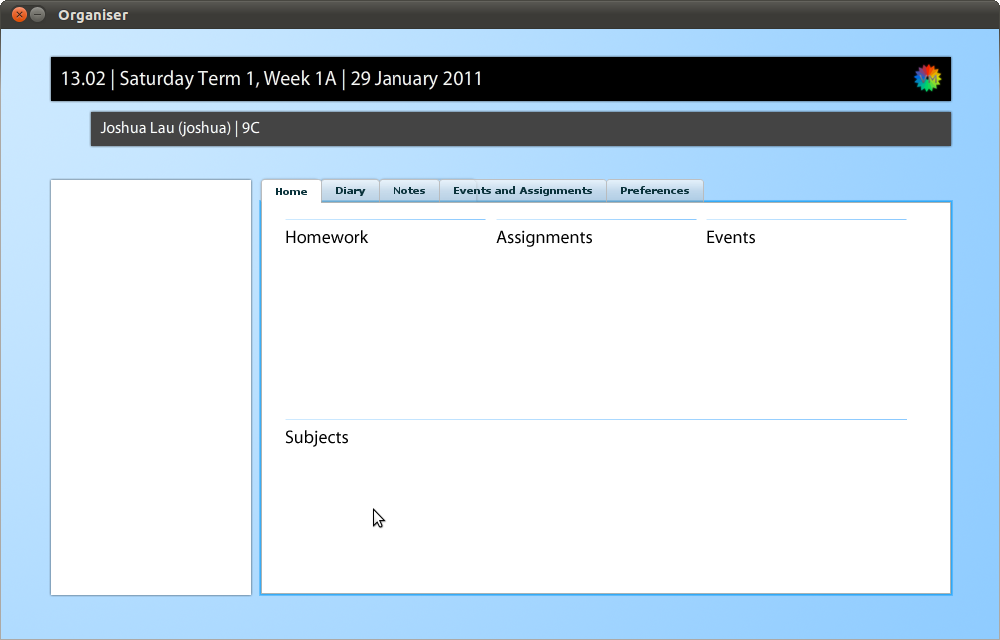 Organiser
13.02 | Saturday Term 1, Week 1A | 29 January 2011
Joshua Lau (joshua) | 9C
Home Diary Notes Events and Assignments Preferences
Homework Assignments Events
Subjects